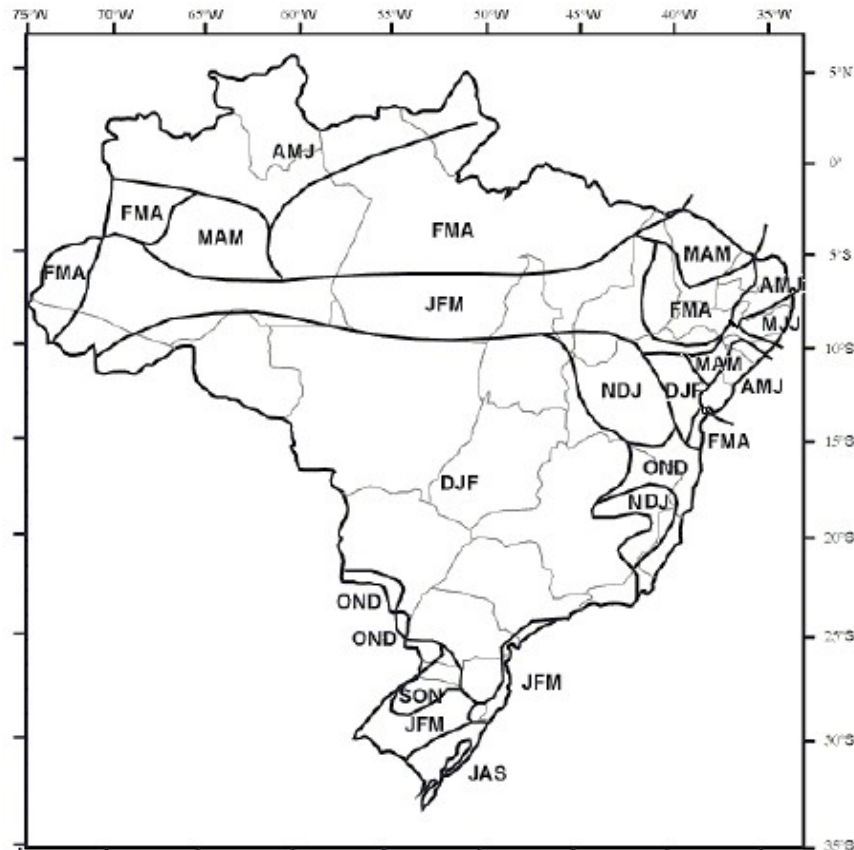 75°W 70°W 65°W 60°W 55°W 50°W 45°W 40°W 35°W
5°N
AMJ
0°
FMA
MAM
FMA
MAM
5°S
FMA
AMJ
JFM
FMA
MJJ
10°S
MAM
NDJ
DJF
AMJ
FMA
15°S
OND
DJF
NDJ
20°S
OND
OND
25°S
JFM
SON
JFM
30°S
JAS
35°S